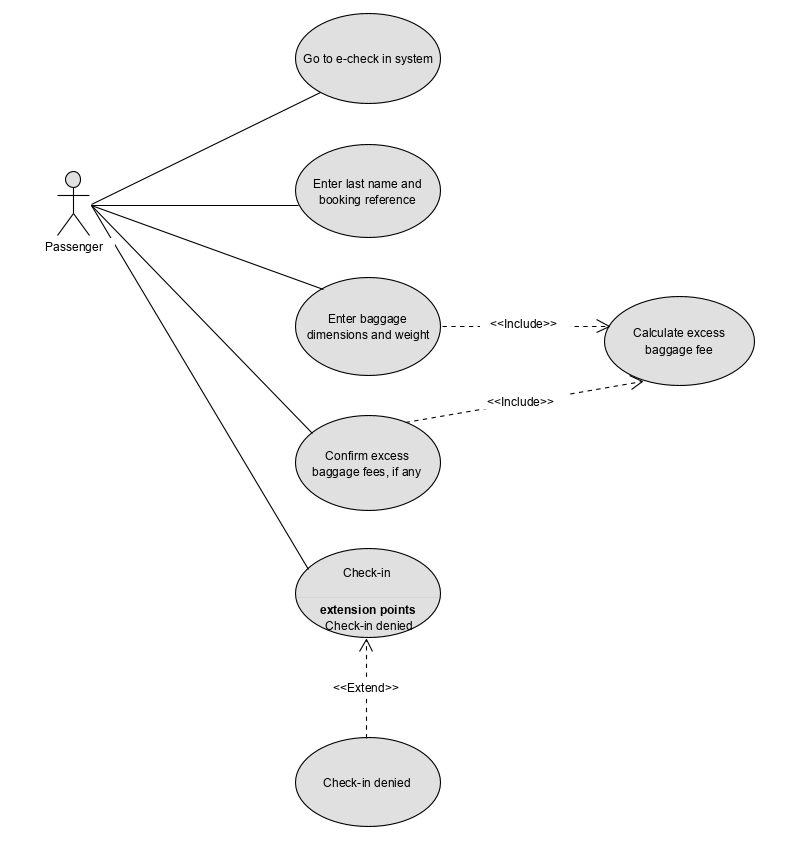 Go to e-check in system
Enter last name and
booking reference
Passenger
Enter baggage
dimensions and weight
<<Include>>
Calculate excess
baggage fee
<<Include>>
Confirm excess
baggage fees, if any
Check-in
extension points
Check-in denied
<<Extend>>
Check-in denied